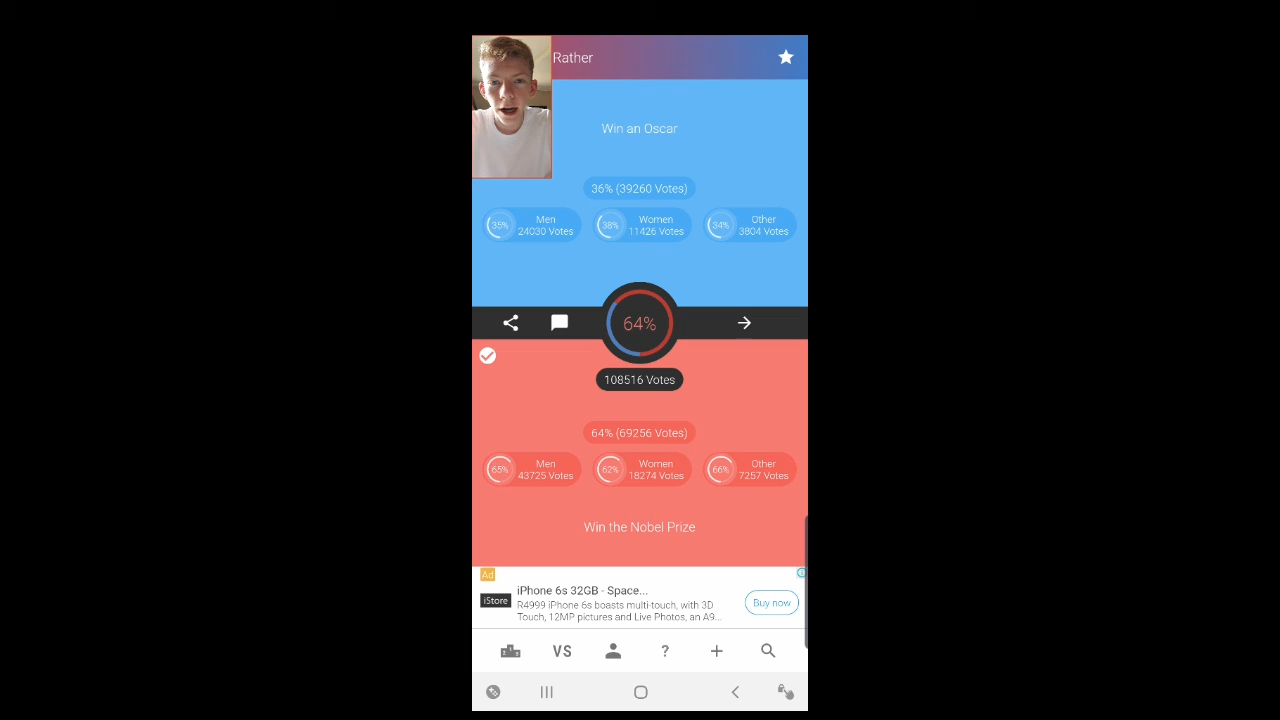 Rather
Win an Oscar
36% (39260 Votes)
35%
Men
24030 Votes
38%
Women
11426 Votes
34%
Other
3804 Votes
64%
108516 Votes
64% (69256 Votes)
65%
Men
43725 Votes
62%
Women
18274 Votes
66%
Other
7257 Votes
Win the Nobel Prize
Ad
iStore
iPhone 6s 32GB - Space...
R4999 iPhone 6s boasts multi-touch, with 3D
Touch, 12MP pictures and Live Photos, an A9...
Buy now
VS
?